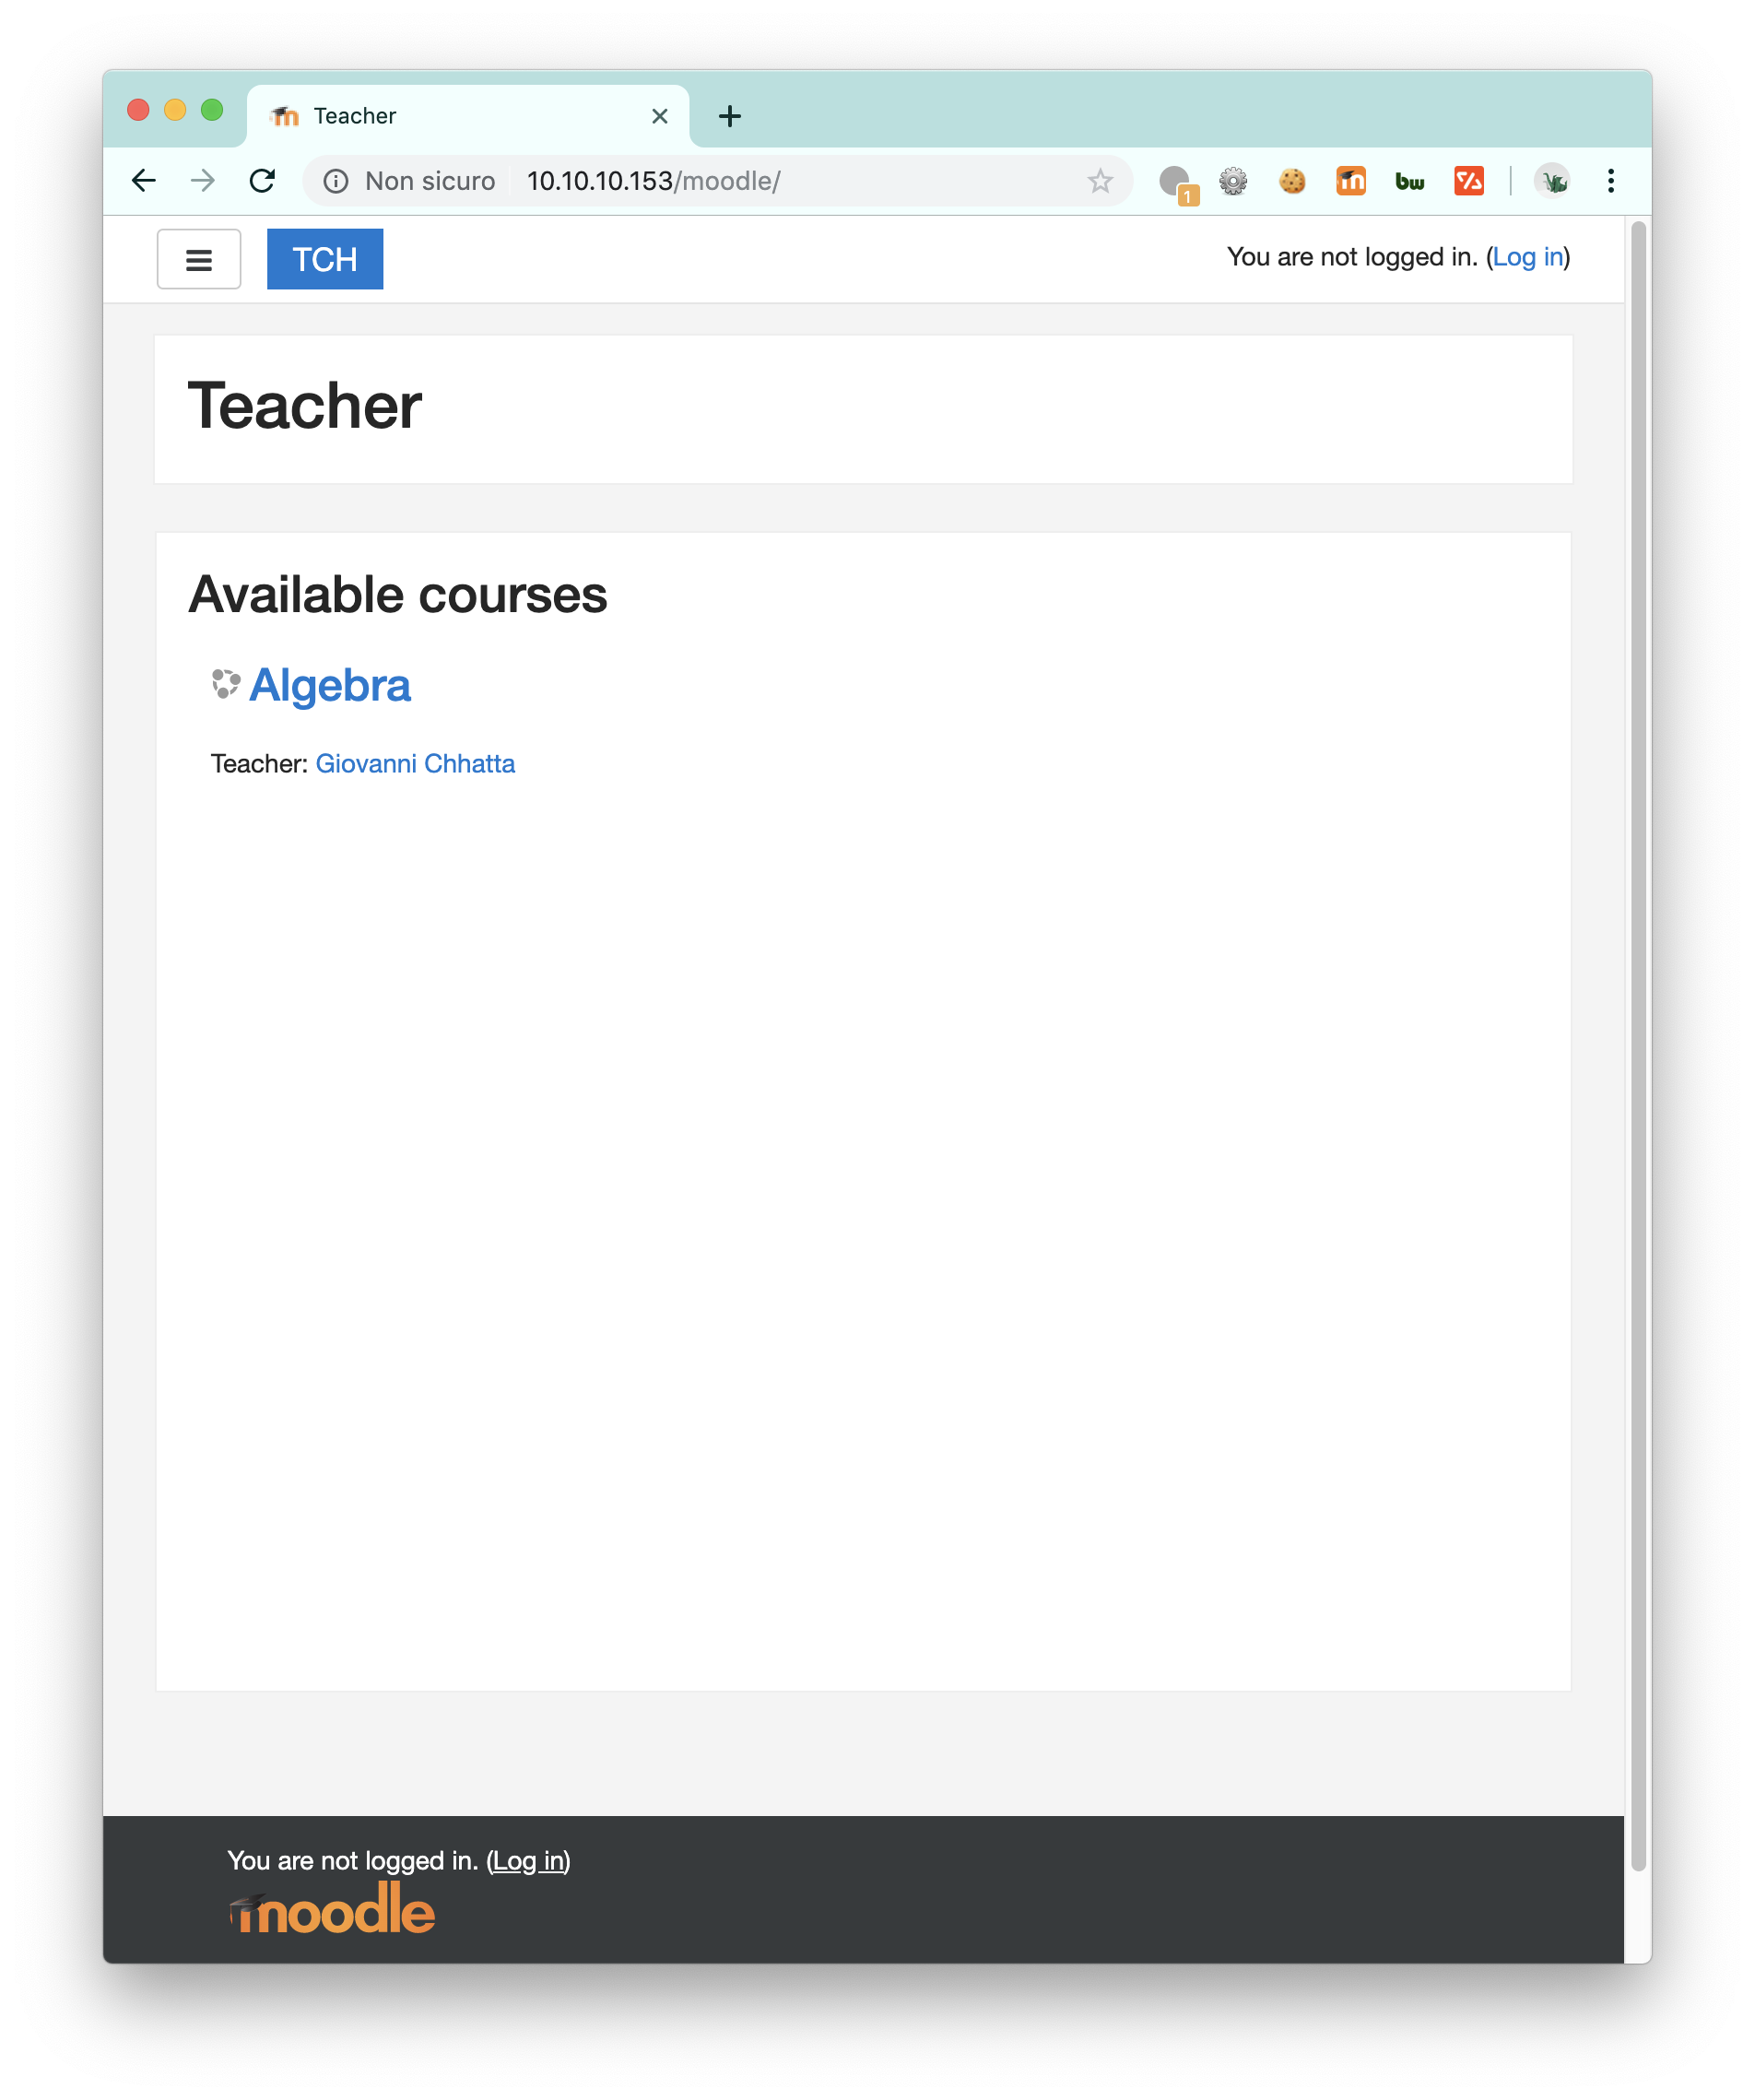 Teacher
Non sicuro 10.10.10.153/moodle/
1
bw
TCH
You are not logged in. (Log in)
Teacher
Available courses
Algebra
Teacher: Giovanni Chhatta
You are not logged in. (Log in)
moodle